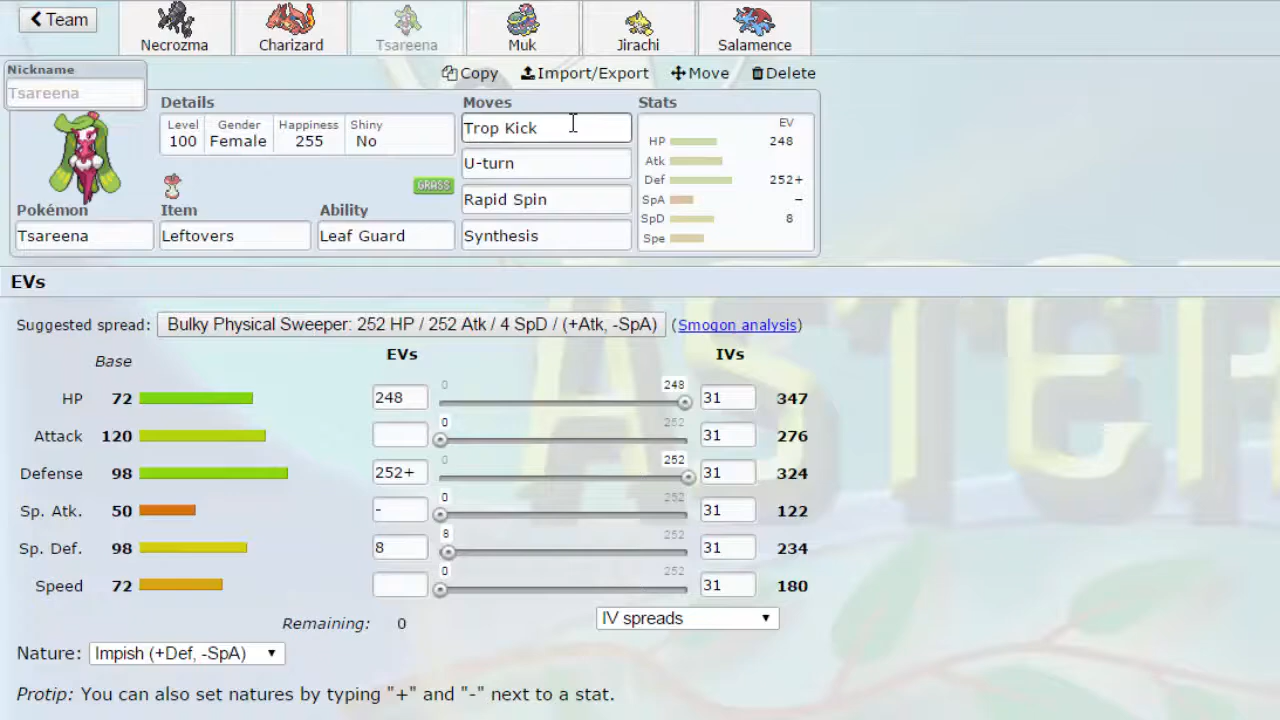 Team
Necrozma
Charizard
Tsareena
Muk
Jirachi
Salamence
Nickname
Tsareena
Copy
Import/Export
Move
Delete
Details
Level Gender Happiness Shiny
100 Female 255 No
GRASS
Pokémon Item Ability
Tsareena Leftovers Leaf Guard
Moves
Trop Kick
U-turn
Rapid Spin
Synthesis
Stats
EV
HP 248
Atk
Def 252+
SpA –
SpD 8
Spe
EVs
Suggested spread: Bulky Physical Sweeper: 252 HP / 252 Atk / 4 SpD / (+Atk, -SpA) (Smogon analysis)
Base EVs IVs
HP 72 248 0 248 31 347
Attack 120 0 252 31 276
Defense 98 252+ 0 252 31 324
Sp. Atk. 50 - 0 252 31 122
Sp. Def. 98 8 8 252 31 234
Speed 72 0 252 31 180
Remaining: 0
IV spreads
Nature: Impish (+Def, -SpA)
Protip: You can also set natures by typing "+" and "-" next to a stat.